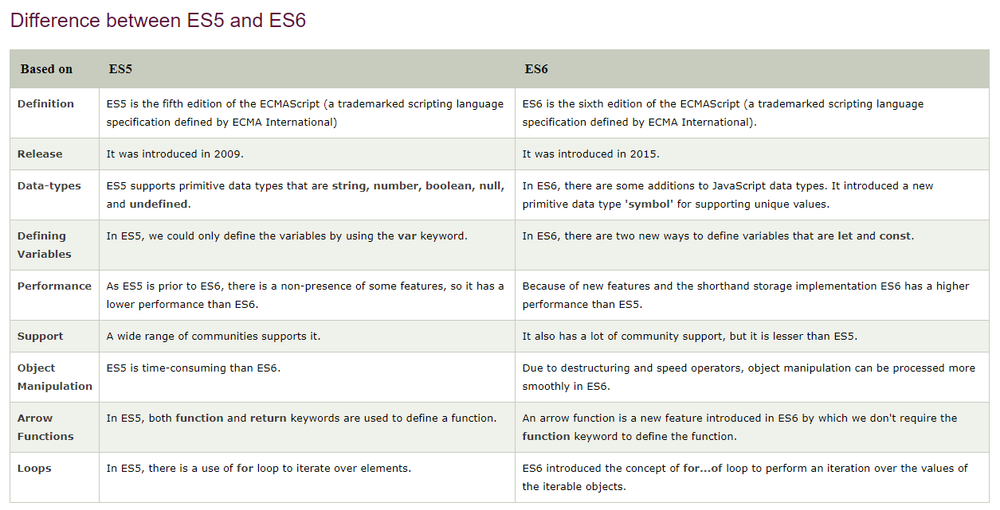 Difference between ES5 and ES6
Based on ES5 ES6
Definition ES5 is the fifth edition of the ECMAScript (a trademarked scripting language ES6 is the sixth edition of the ECMAScript (a trademarked scripting language
specification defined by ECMA International) specification defined by ECMA International).
Release It was introduced in 2009. It was introduced in 2015.
Data-types ES5 supports primitive data types that are string, number, boolean, null, In ES6, there are some additions to JavaScript data types. It introduced a new
and undefined. primitive data type 'symbol' for supporting unique values.
Defining In ES5, we could only define the variables by using the var keyword. In ES6, there are two new ways to define variables that are let and const.
Variables
Performance As ES5 is prior to ES6, there is a non-presence of some features, so it has a Because of new features and the shorthand storage implementation ES6 has a higher
lower performance than ES6. performance than ES5.
Support A wide range of communities supports it. It also has a lot of community support, but it is lesser than ES5.
Object ES5 is time-consuming than ES6. Due to destructuring and speed operators, object manipulation can be processed more
Manipulation smoothly in ES6.
Arrow In ES5, both function and return keywords are used to define a function. An arrow function is a new feature introduced in ES6 by which we don't require the
Functions function keyword to define the function.
Loops In ES5, there is a use of for loop to iterate over elements. ES6 introduced the concept of for...of loop to perform an iteration over the values of
the iterable objects.